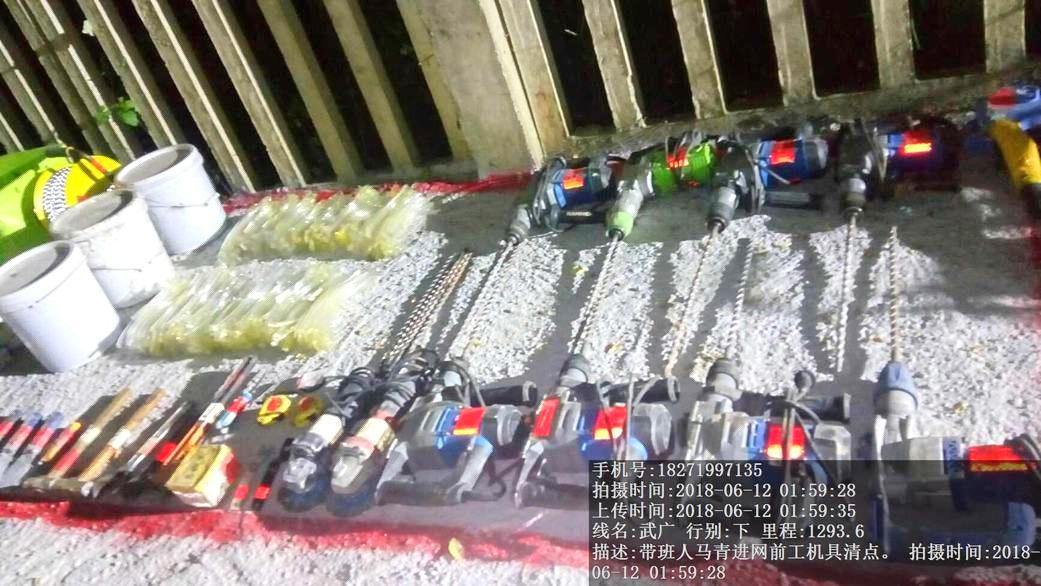 手机号:18271997135
拍摄时间:2018-06-12 01:59:28
上传时间:2018-06-12 01:59:35
线名:武广 行别:下 里程:1293.6
描述:带班人马青进网前工机具清点。 拍摄时间:2018-
06-12 01:59:28